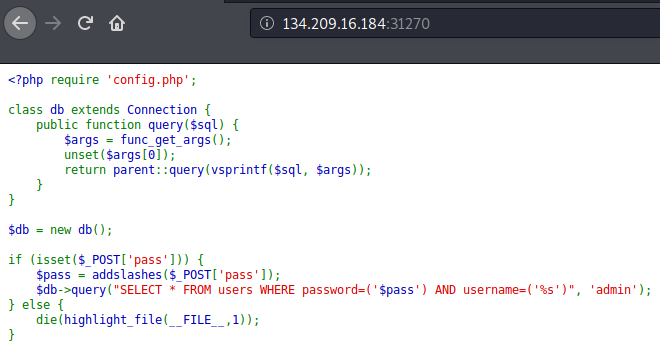 134.209.16.184:31270
<?php require 'config.php';
class db extends Connection {
    public function query($sql) {
        $args = func_get_args();
        unset($args[0]);
        return parent::query(vsprintf($sql, $args));
    }
}
$db = new db();
if (isset($_POST['pass'])) {
    $pass = addslashes($_POST['pass']);
    $db->query("SELECT * FROM users WHERE password=('$pass') AND username=('%s')", 'admin');
} else {
    die(highlight_file(__FILE__,1));
}